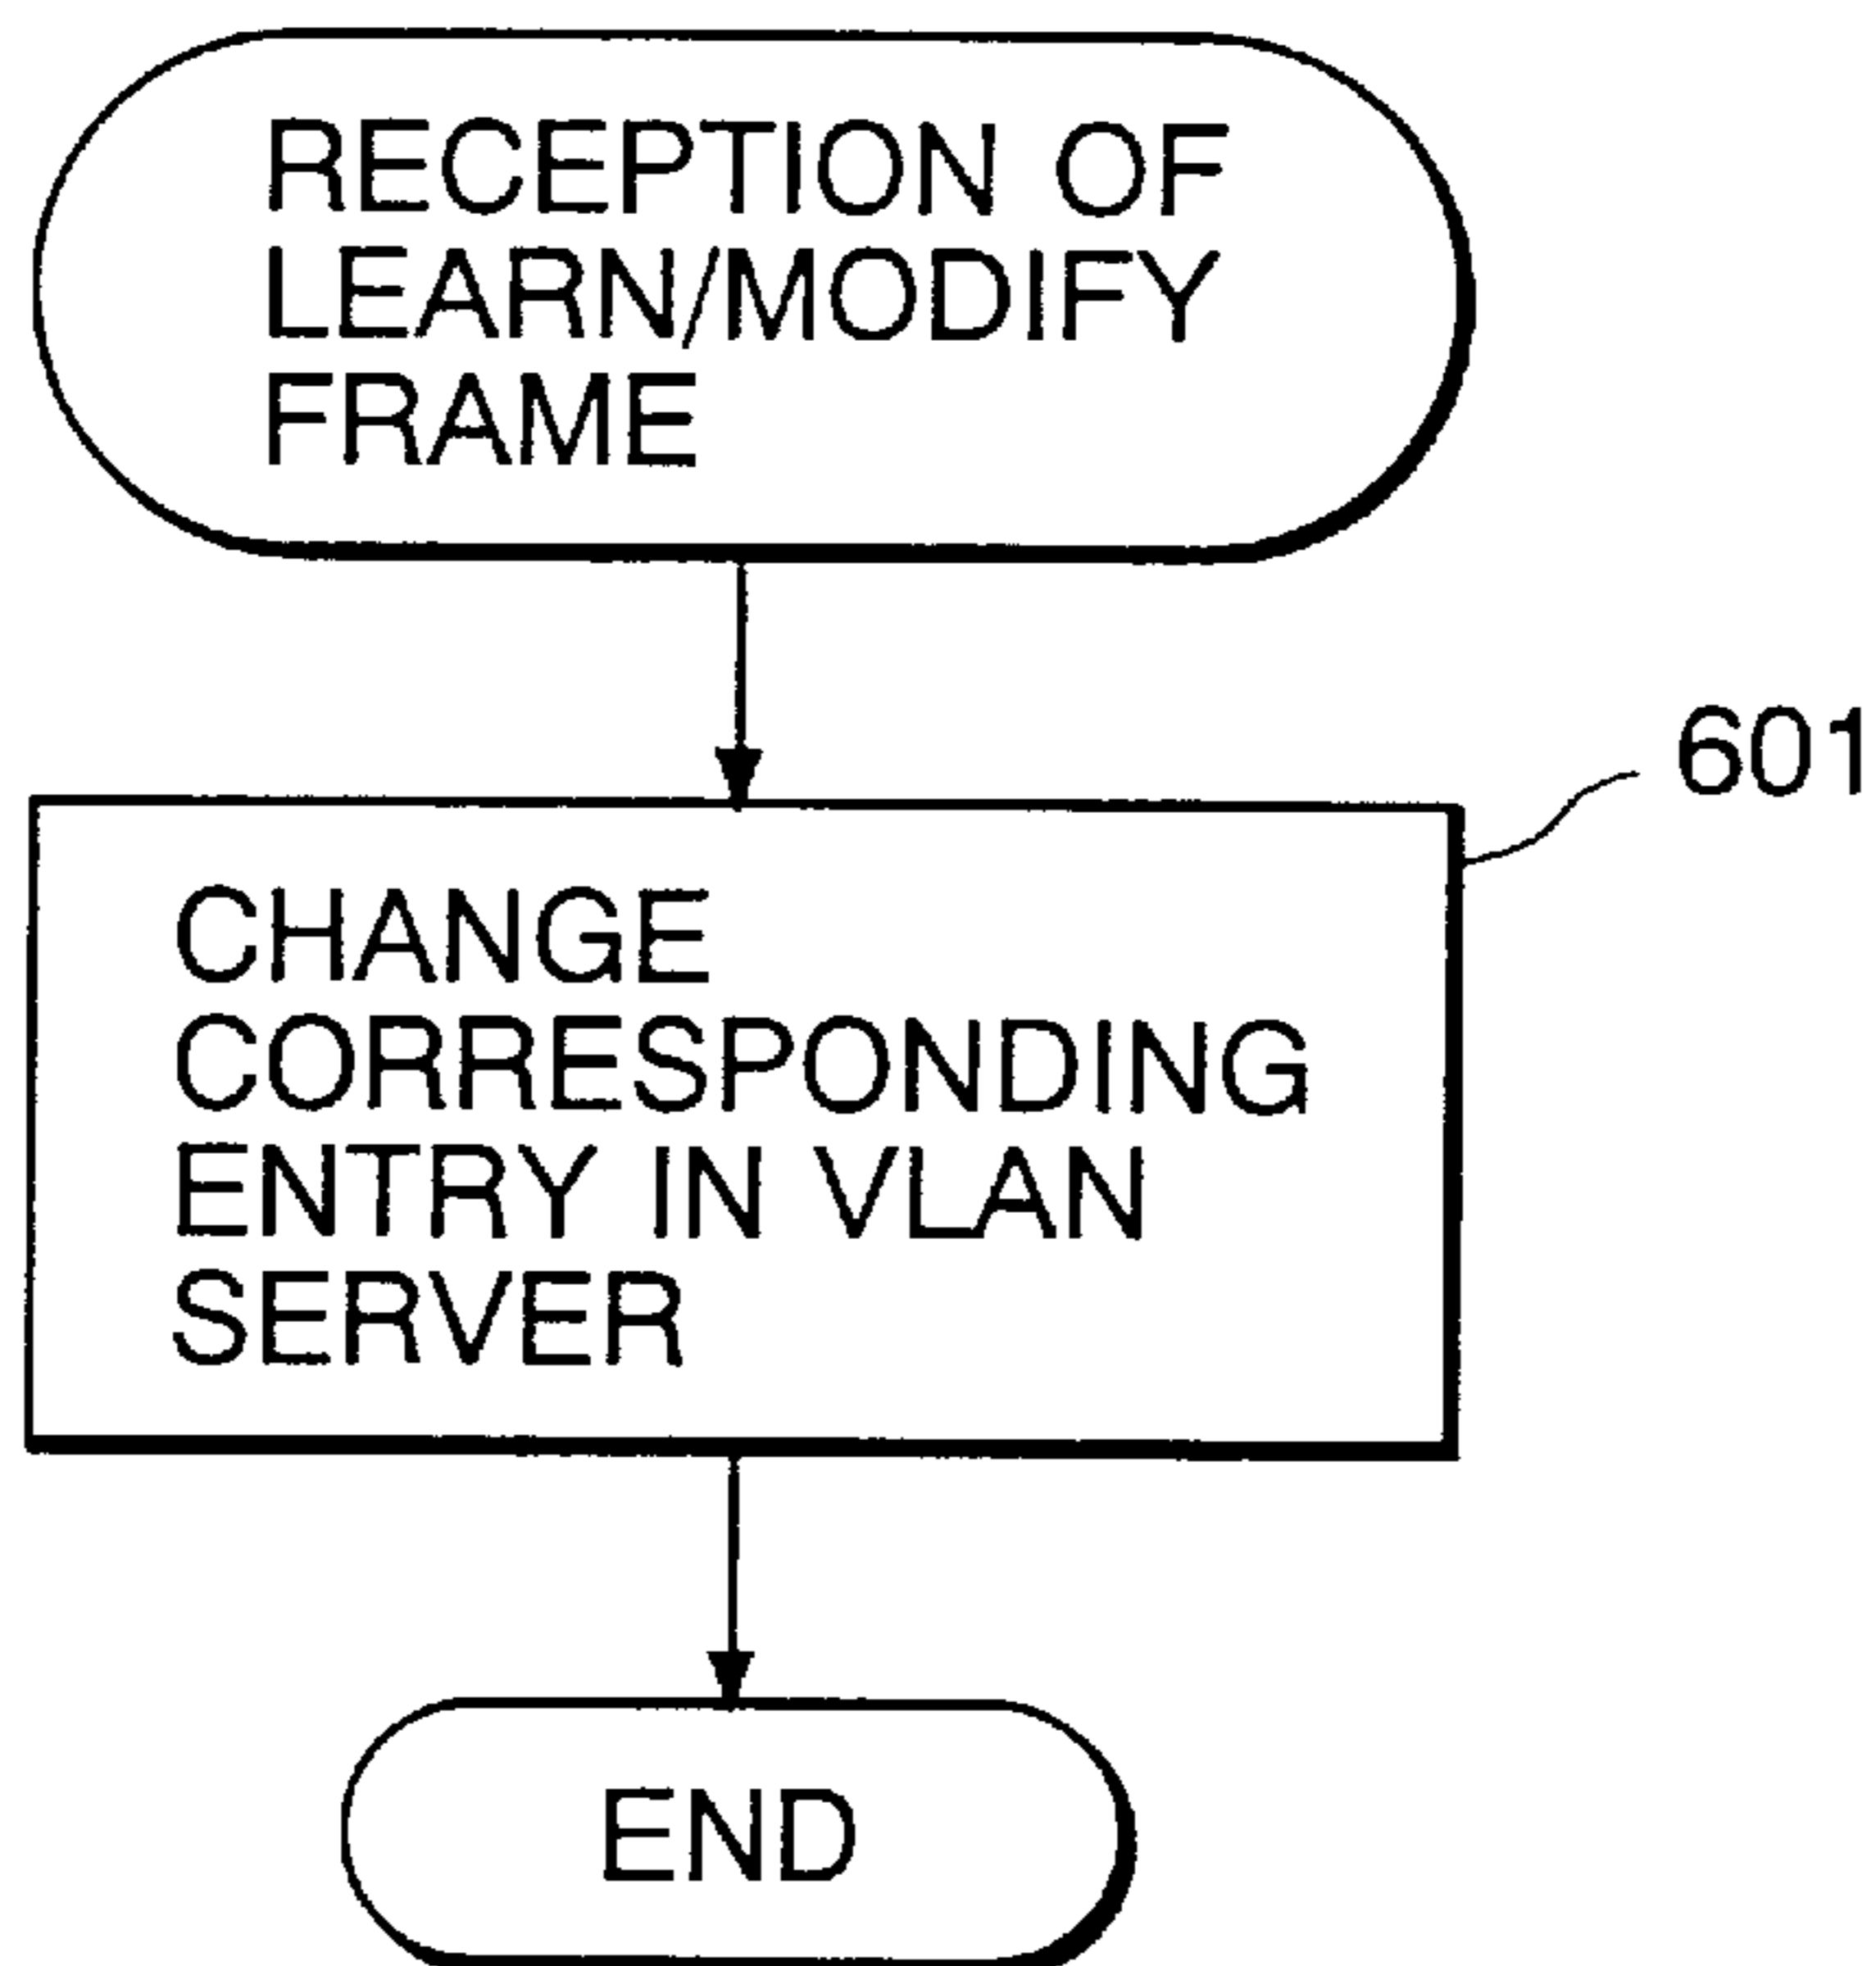 RECEPTION OF
LEARN/MODIFY
FRAME
601
CHANGE
CORRESPONDING
ENTRY IN VLAN
SERVER
END